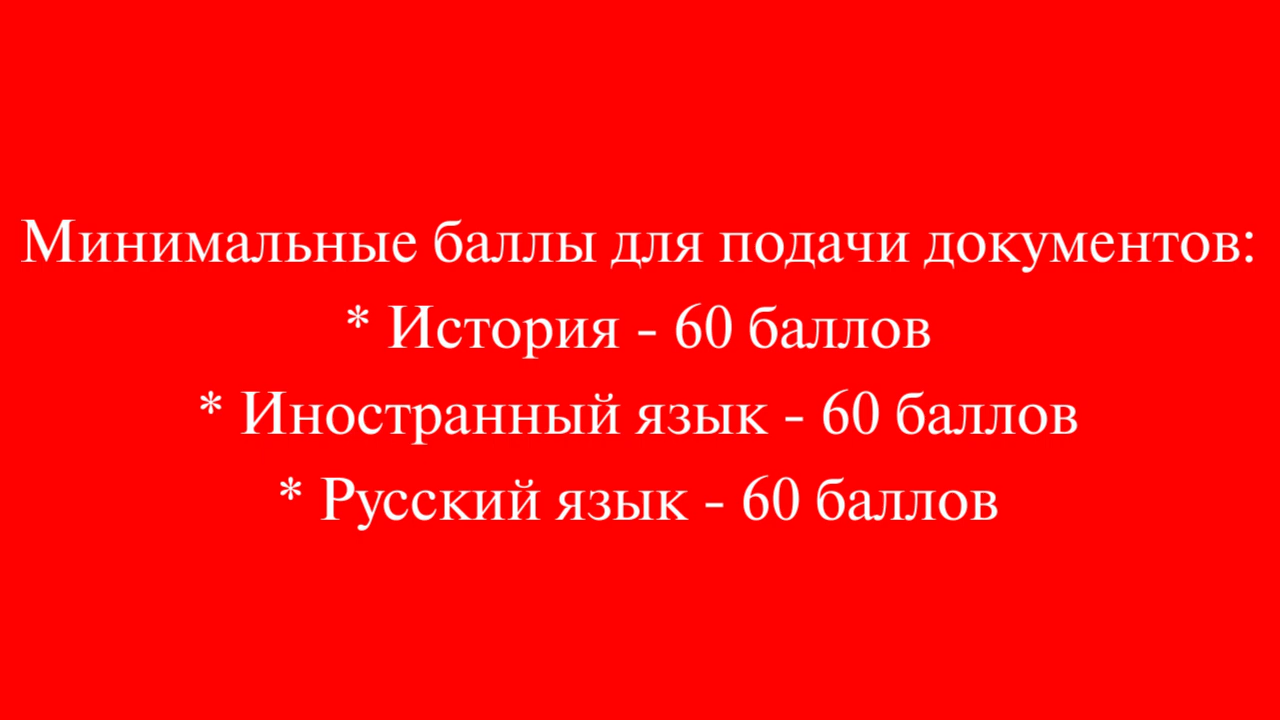 Минимальные баллы для подачи документов:
* История - 60 баллов
* Иностранный язык - 60 баллов
* Русский язык - 60 баллов